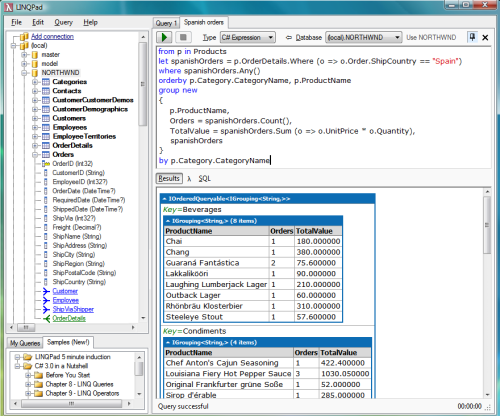 LINQPad
File Query Help
Add connection
(local)
master
model
NORTHWND
Categories
Contacts
CustomerCustomerDemos
CustomerDemographics
Customers
Employees
EmployeeTerritories
OrderDetails
Orders
OrderID (Int32)
CustomerID (String)
EmployeeID (Int32?)
OrderDate (DateTime?)
RequiredDate (DateTime?)
ShippedDate (DateTime?)
ShipVia (Int32?)
Freight (Decimal?)
ShipName (String)
ShipAddress (String)
ShipCity (String)
ShipRegion (String)
ShipPostalCode (String)
ShipCountry (String)
Customer
Employee
ShipViaShipper
OrderDetails
My Queries Samples (New!)
LINQPad 5 minute induction
C# 3.0 in a Nutshell
Before You Start
Chapter 8 - LINQ Queries
Chapter 9 - LINQ Operators
Query 1 Spanish orders
Type C# Expression Database (local).NORTHWND Use NORTHWND
from p in Products
let spanishOrders = p.OrderDetails.Where (o => o.Order.ShipCountry == "Spain")
where spanishOrders.Any()
orderby p.Category.CategoryName, p.ProductName
group new
{
p.ProductName,
Orders = spanishOrders.Count(),
TotalValue = spanishOrders.Sum (o => o.UnitPrice * o.Quantity),
spanishOrders
}
by p.Category.CategoryName
Results λ SQL
IOrderedQueryable<IGrouping<String,>>
Key=Beverages
IGrouping<String,> (8 items)
ProductName Orders TotalValue
Chai 1 180.000000
Chang 1 380.000000
Guaraná Fantástica 2 75.600000
Lakkalikööri 1 90.000000
Laughing Lumberjack Lager 1 210.000000
Outback Lager 1 60.000000
Rhönbräu Klosterbier 1 310.000000
Steeleye Stout 1 57.600000
Key=Condiments
IGrouping<String,> (4 items)
ProductName Orders TotalValue
Chef Anton's Cajun Seasoning 1 422.400000
Louisiana Fiery Hot Pepper Sauce 3 1030.050000
Original Frankfurter grüne Soße 1 52.000000
Sirop d'érable 1 285.000000
Query successful 00:00.00